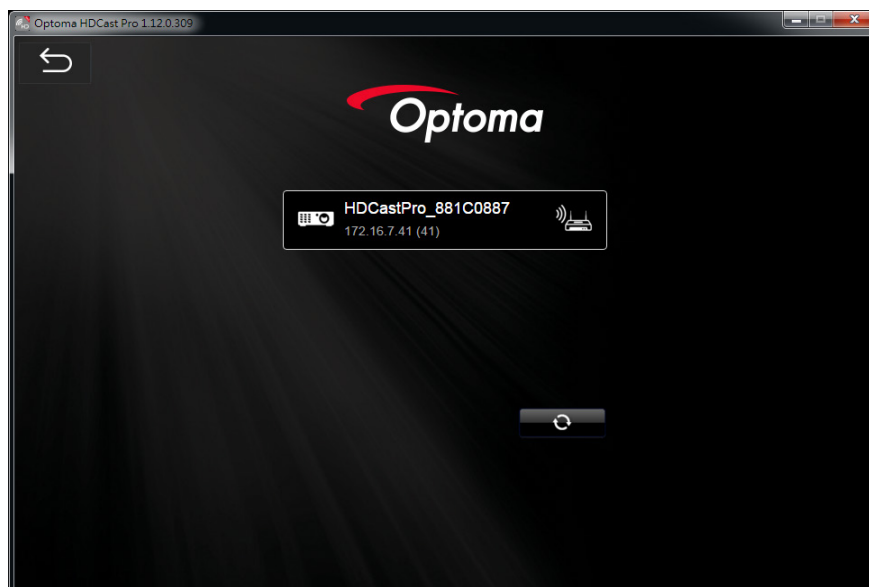 Optoma HDCast Pro 1.12.0.309
Optoma
HDCastPro_881C0887
172.16.7.41 (41)